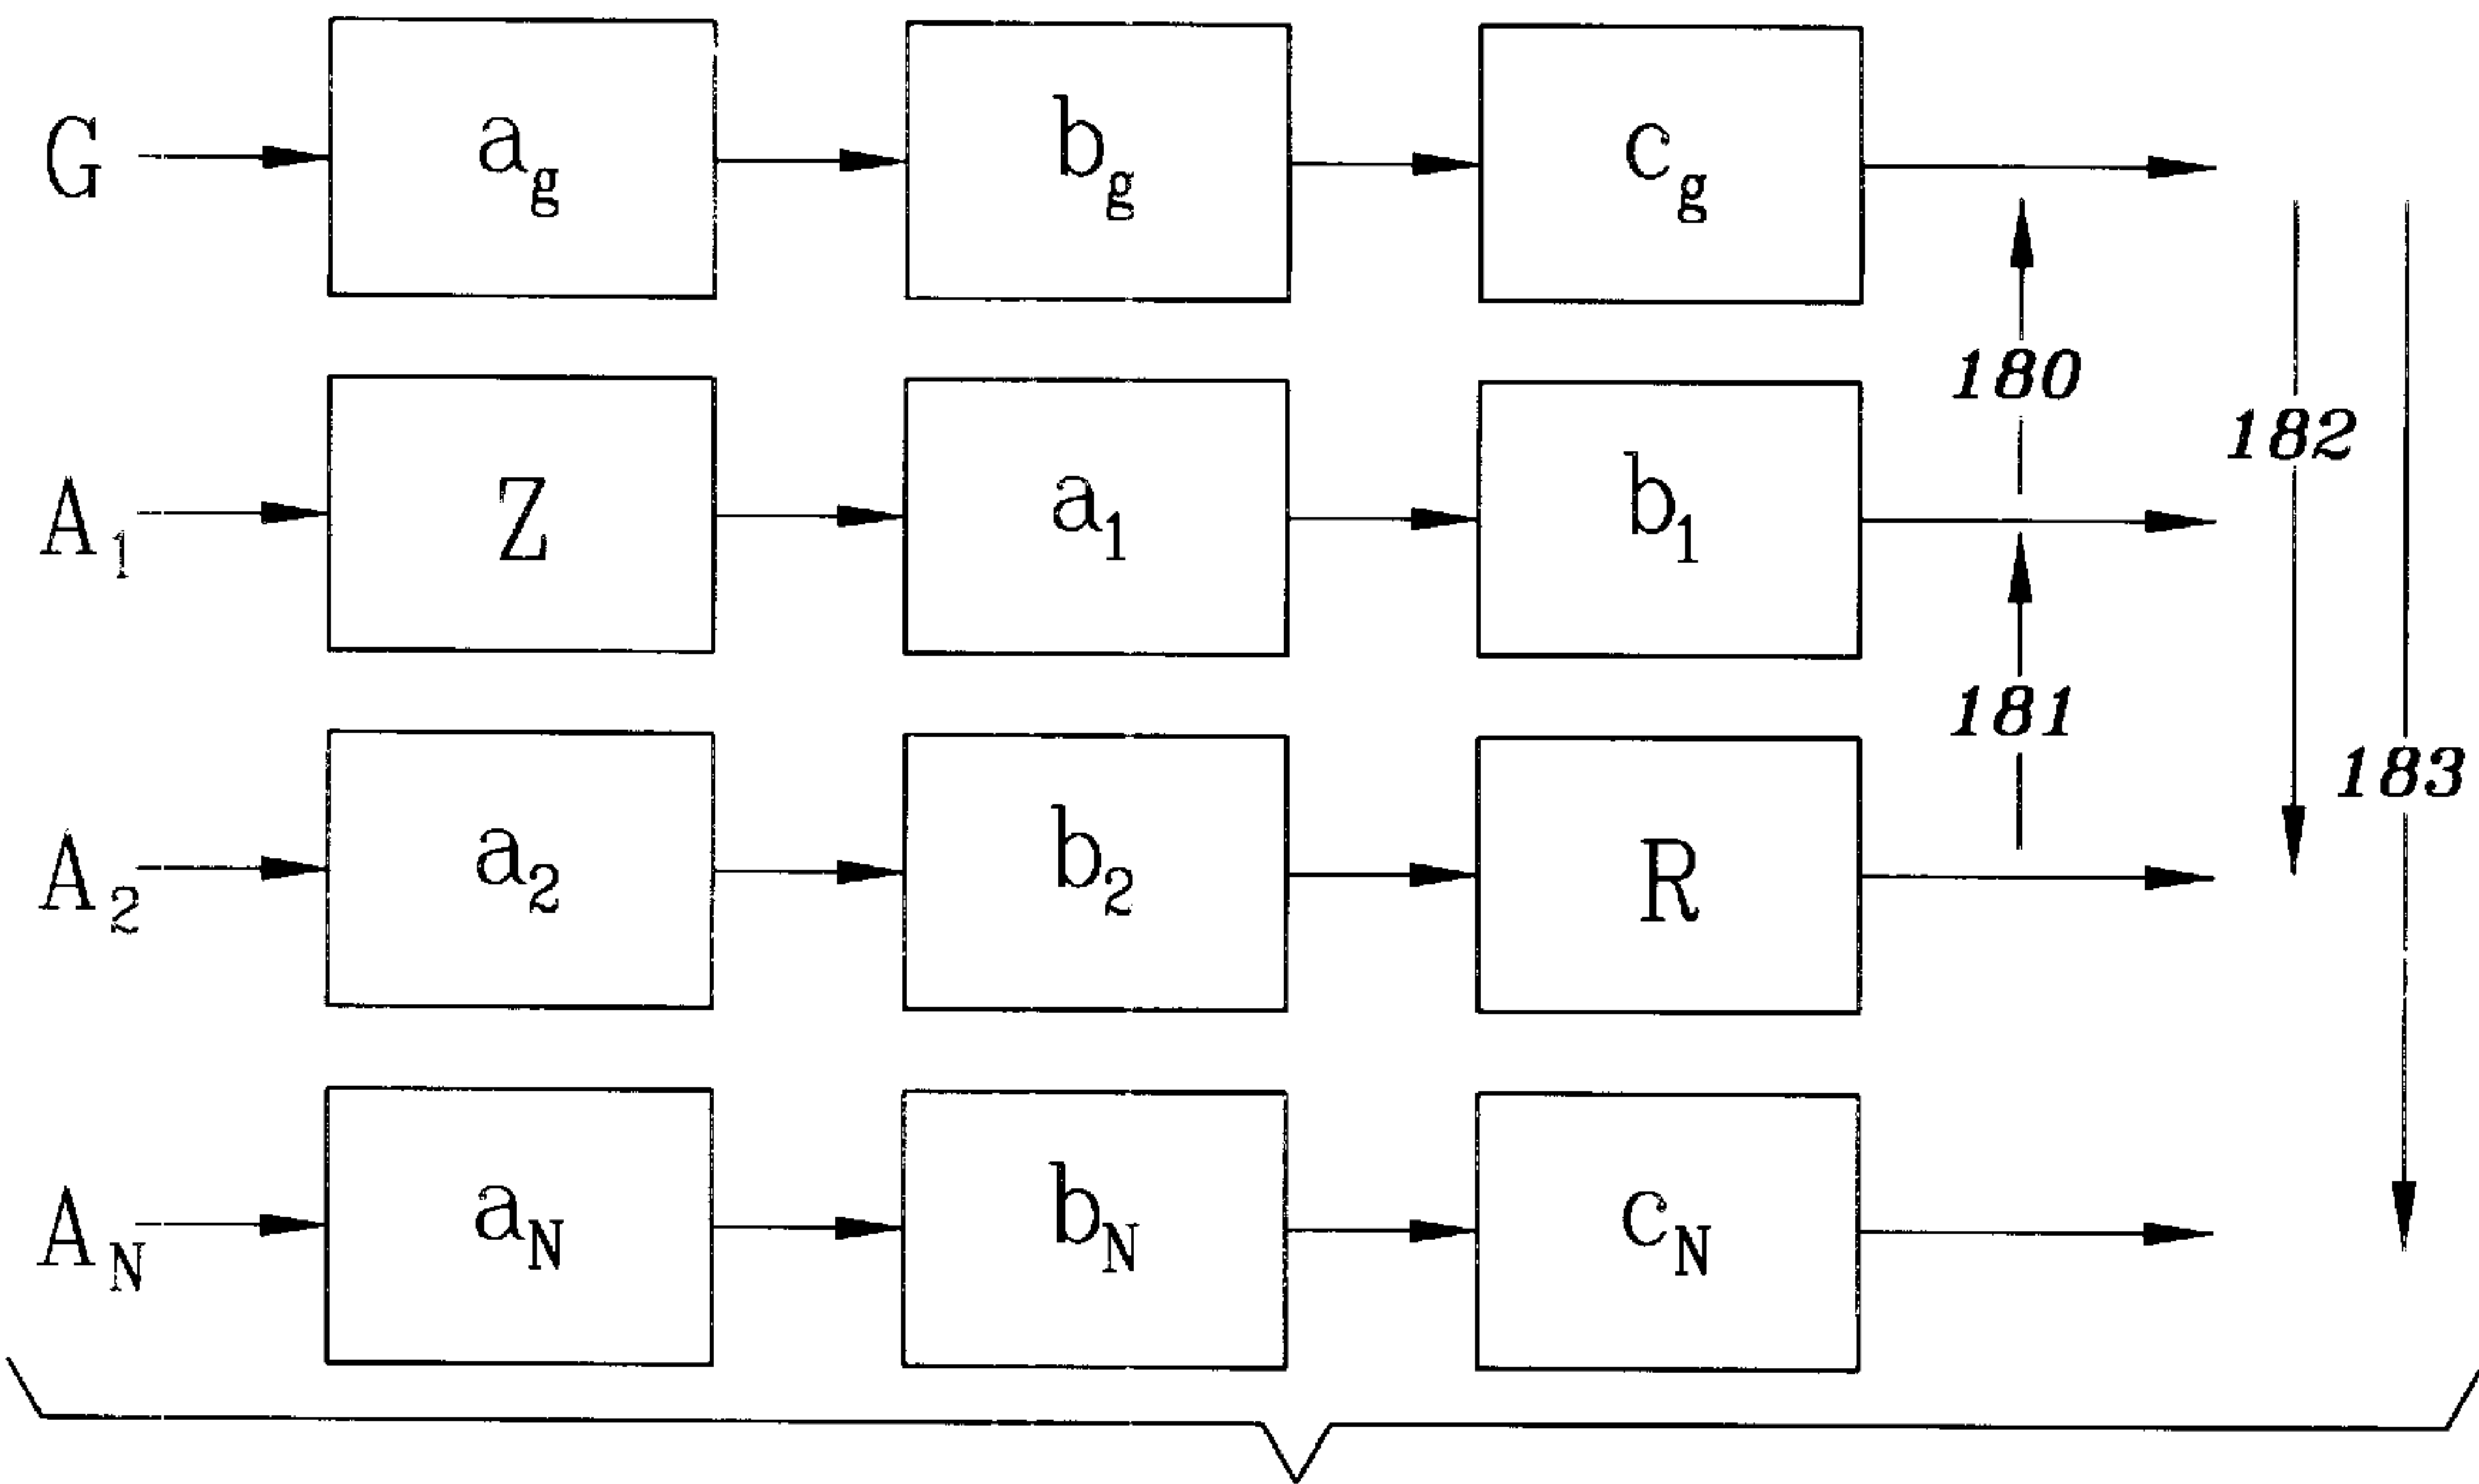 G a_g b_g c_g
180
182
A_1 Z a_1 b_1
181
183
A_2 a_2 b_2 R
A_N a_N b_N c_N